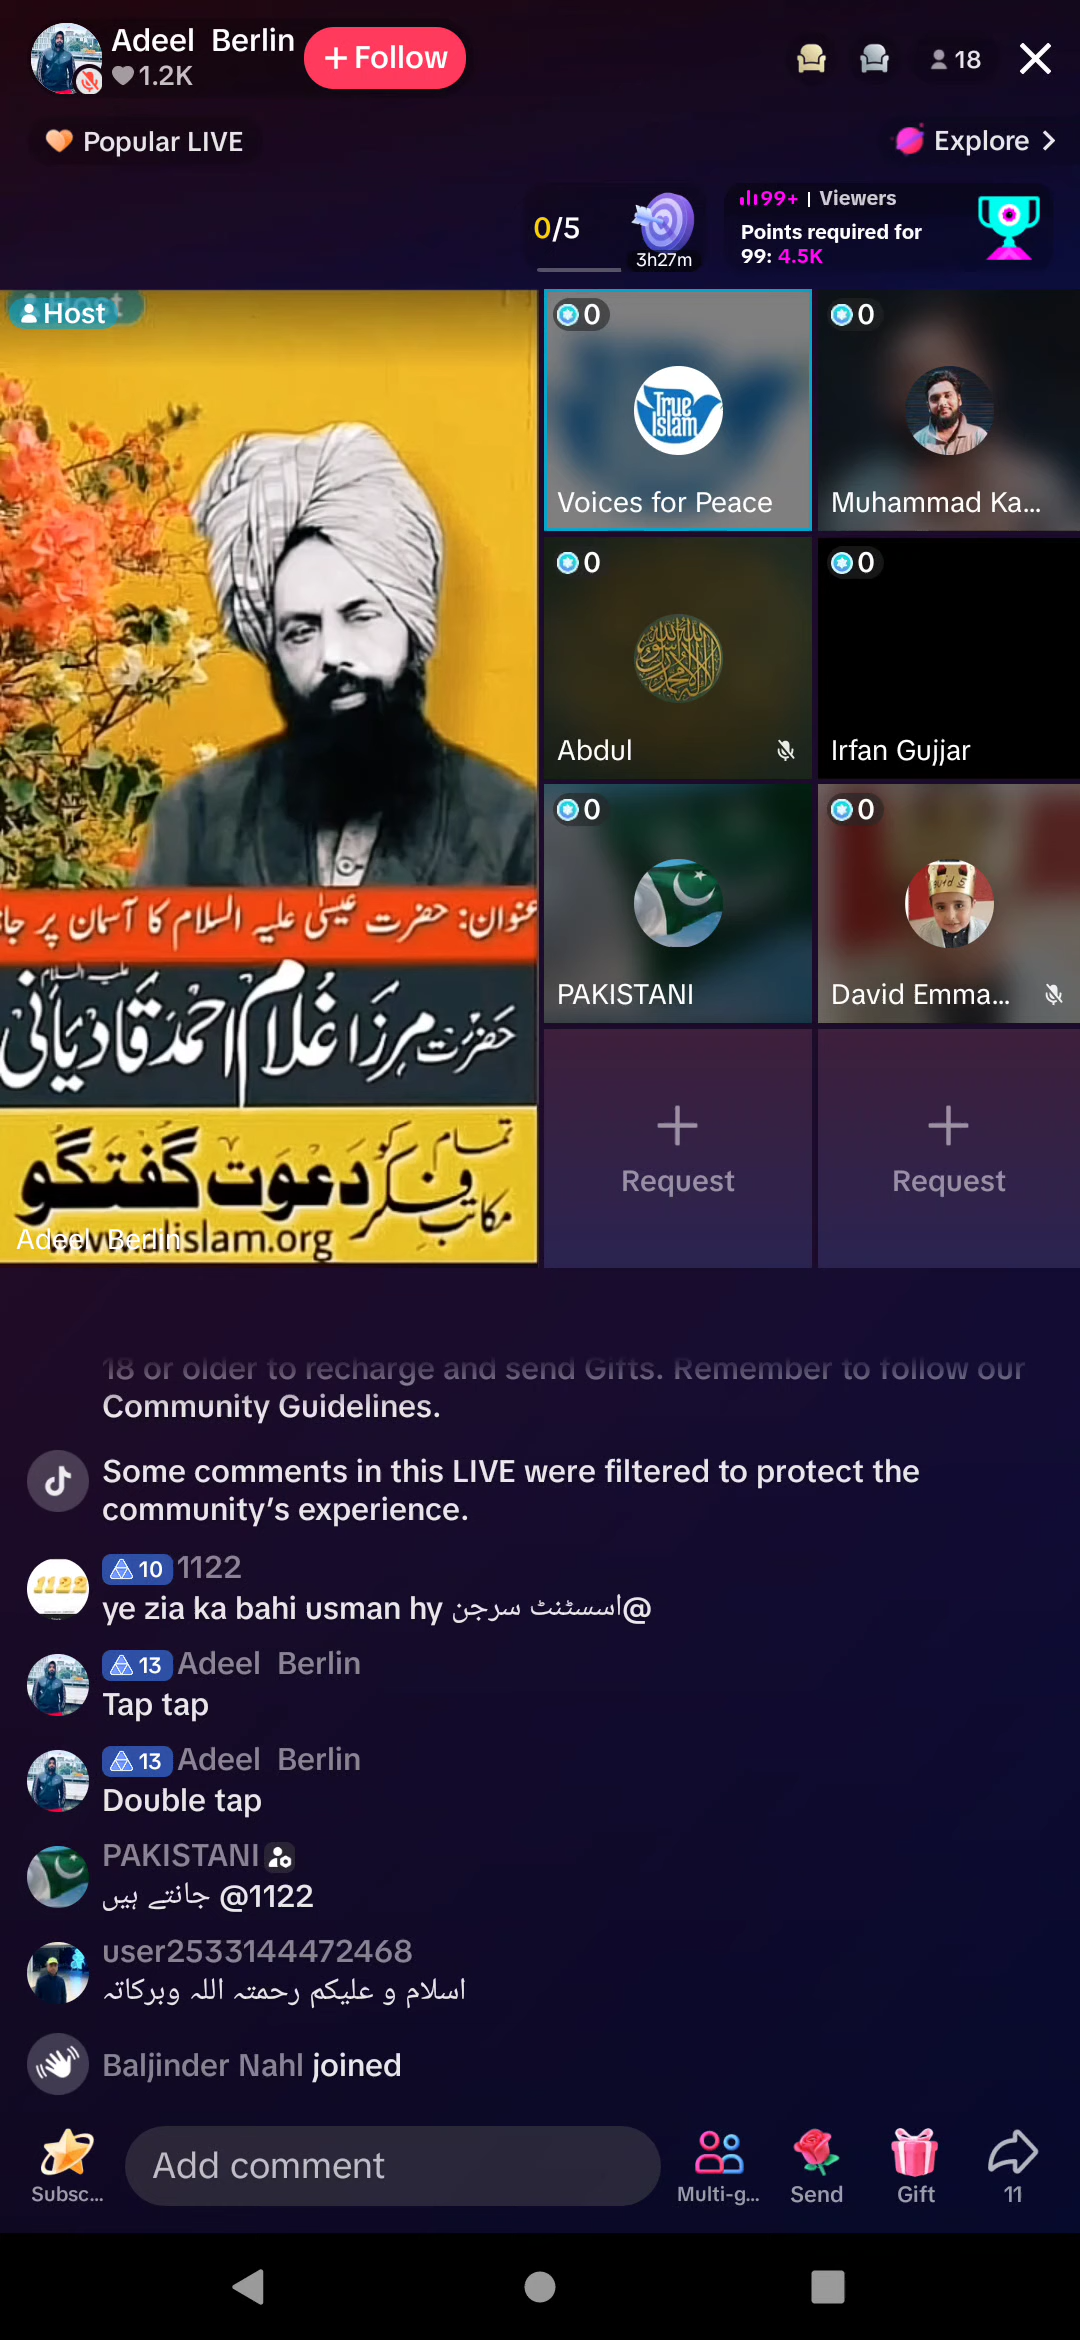 Adeel Berlin
1.2K
+ Follow
18
Popular LIVE
Explore
0/5
3h27m
99+ | Viewers
Points required for
99: 4.5K
Host
عنوان: حضرت عیسیٰ علیہ السلام کا آسمان پر
حضرت مرزا غلام احمد قادیانی علیہ السلام
تمام مکاتب فکر کو دعوت گفتگو
Adeel Berlin
0
True
Islam
Voices for Peace
0
Muhammad Ka...
0
Abdul
0
Irfan Gujjar
0
PAKISTANI
0
David Emma...
Request
Request
18 or older to recharge and send Gifts. Remember to follow our
Community Guidelines.
Some comments in this LIVE were filtered to protect the
community's experience.
10 1122
ye zia ka bahi usman hy اسسٹنٹ سرجن@
13 Adeel Berlin
Tap tap
13 Adeel Berlin
Double tap
PAKISTANI
جانتے ہیں @1122
user2533144472468
اسلام و علیکم رحمتہ اللہ وبرکاتہ
Baljinder Nahl joined
Subsc...
Add comment
Multi-g...
Send
Gift
11